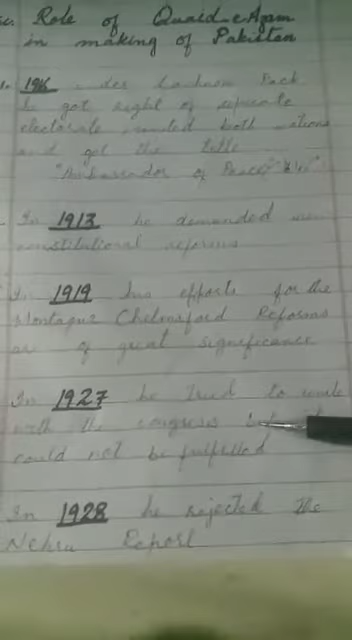 Role of Quaid-e-Azam
in making of Pakistan
1916 under Lucknow Pack
he got right of seperate
electorate united both nations
and got the title
"Ambassador of Peace"
In 1913 he demanded
constitutional reforms
In 1919 his efforts for the
Montague Chelmsford Reforms
are of great significance
In 1927 he tried to unite
with the congress
could not be fulfilled
In 1928 he rejected the
Nehru Report